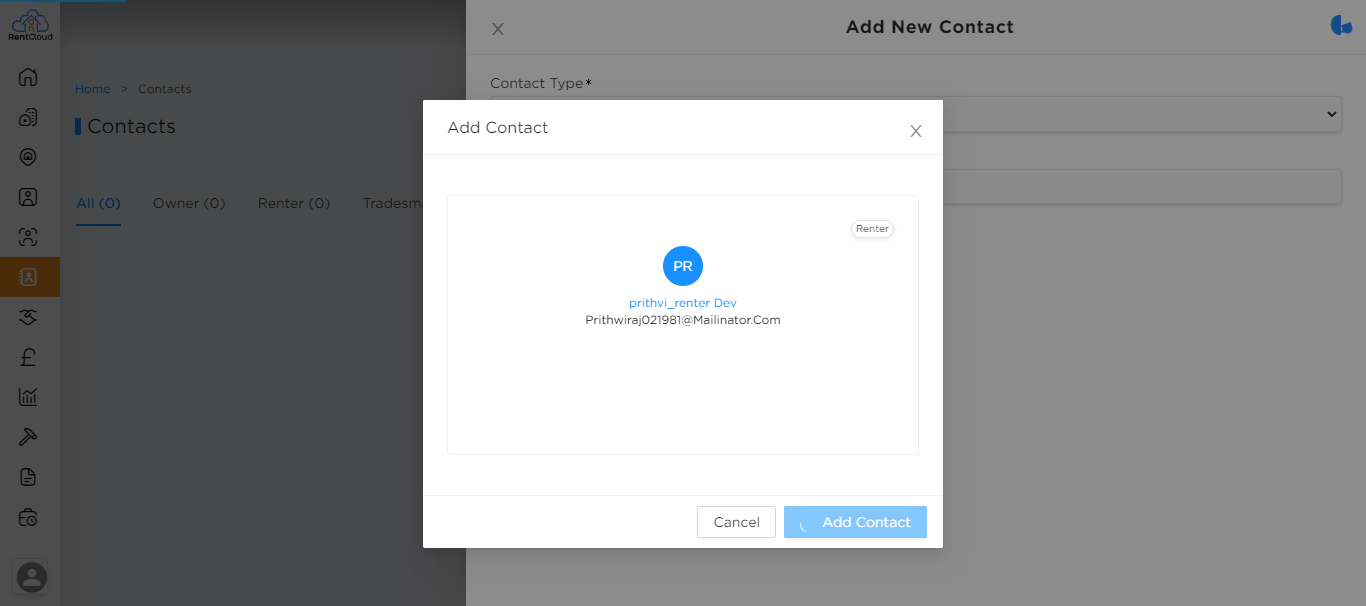 RentCloud
Add New Contact
Home > Contacts
Contact Type*
Contacts
Add Contact
All (0) Owner (0) Renter (0)
Renter
PR
prithvi_renter Dev
Prithwiraj021981@Mailinator.Com
Cancel Add Contact